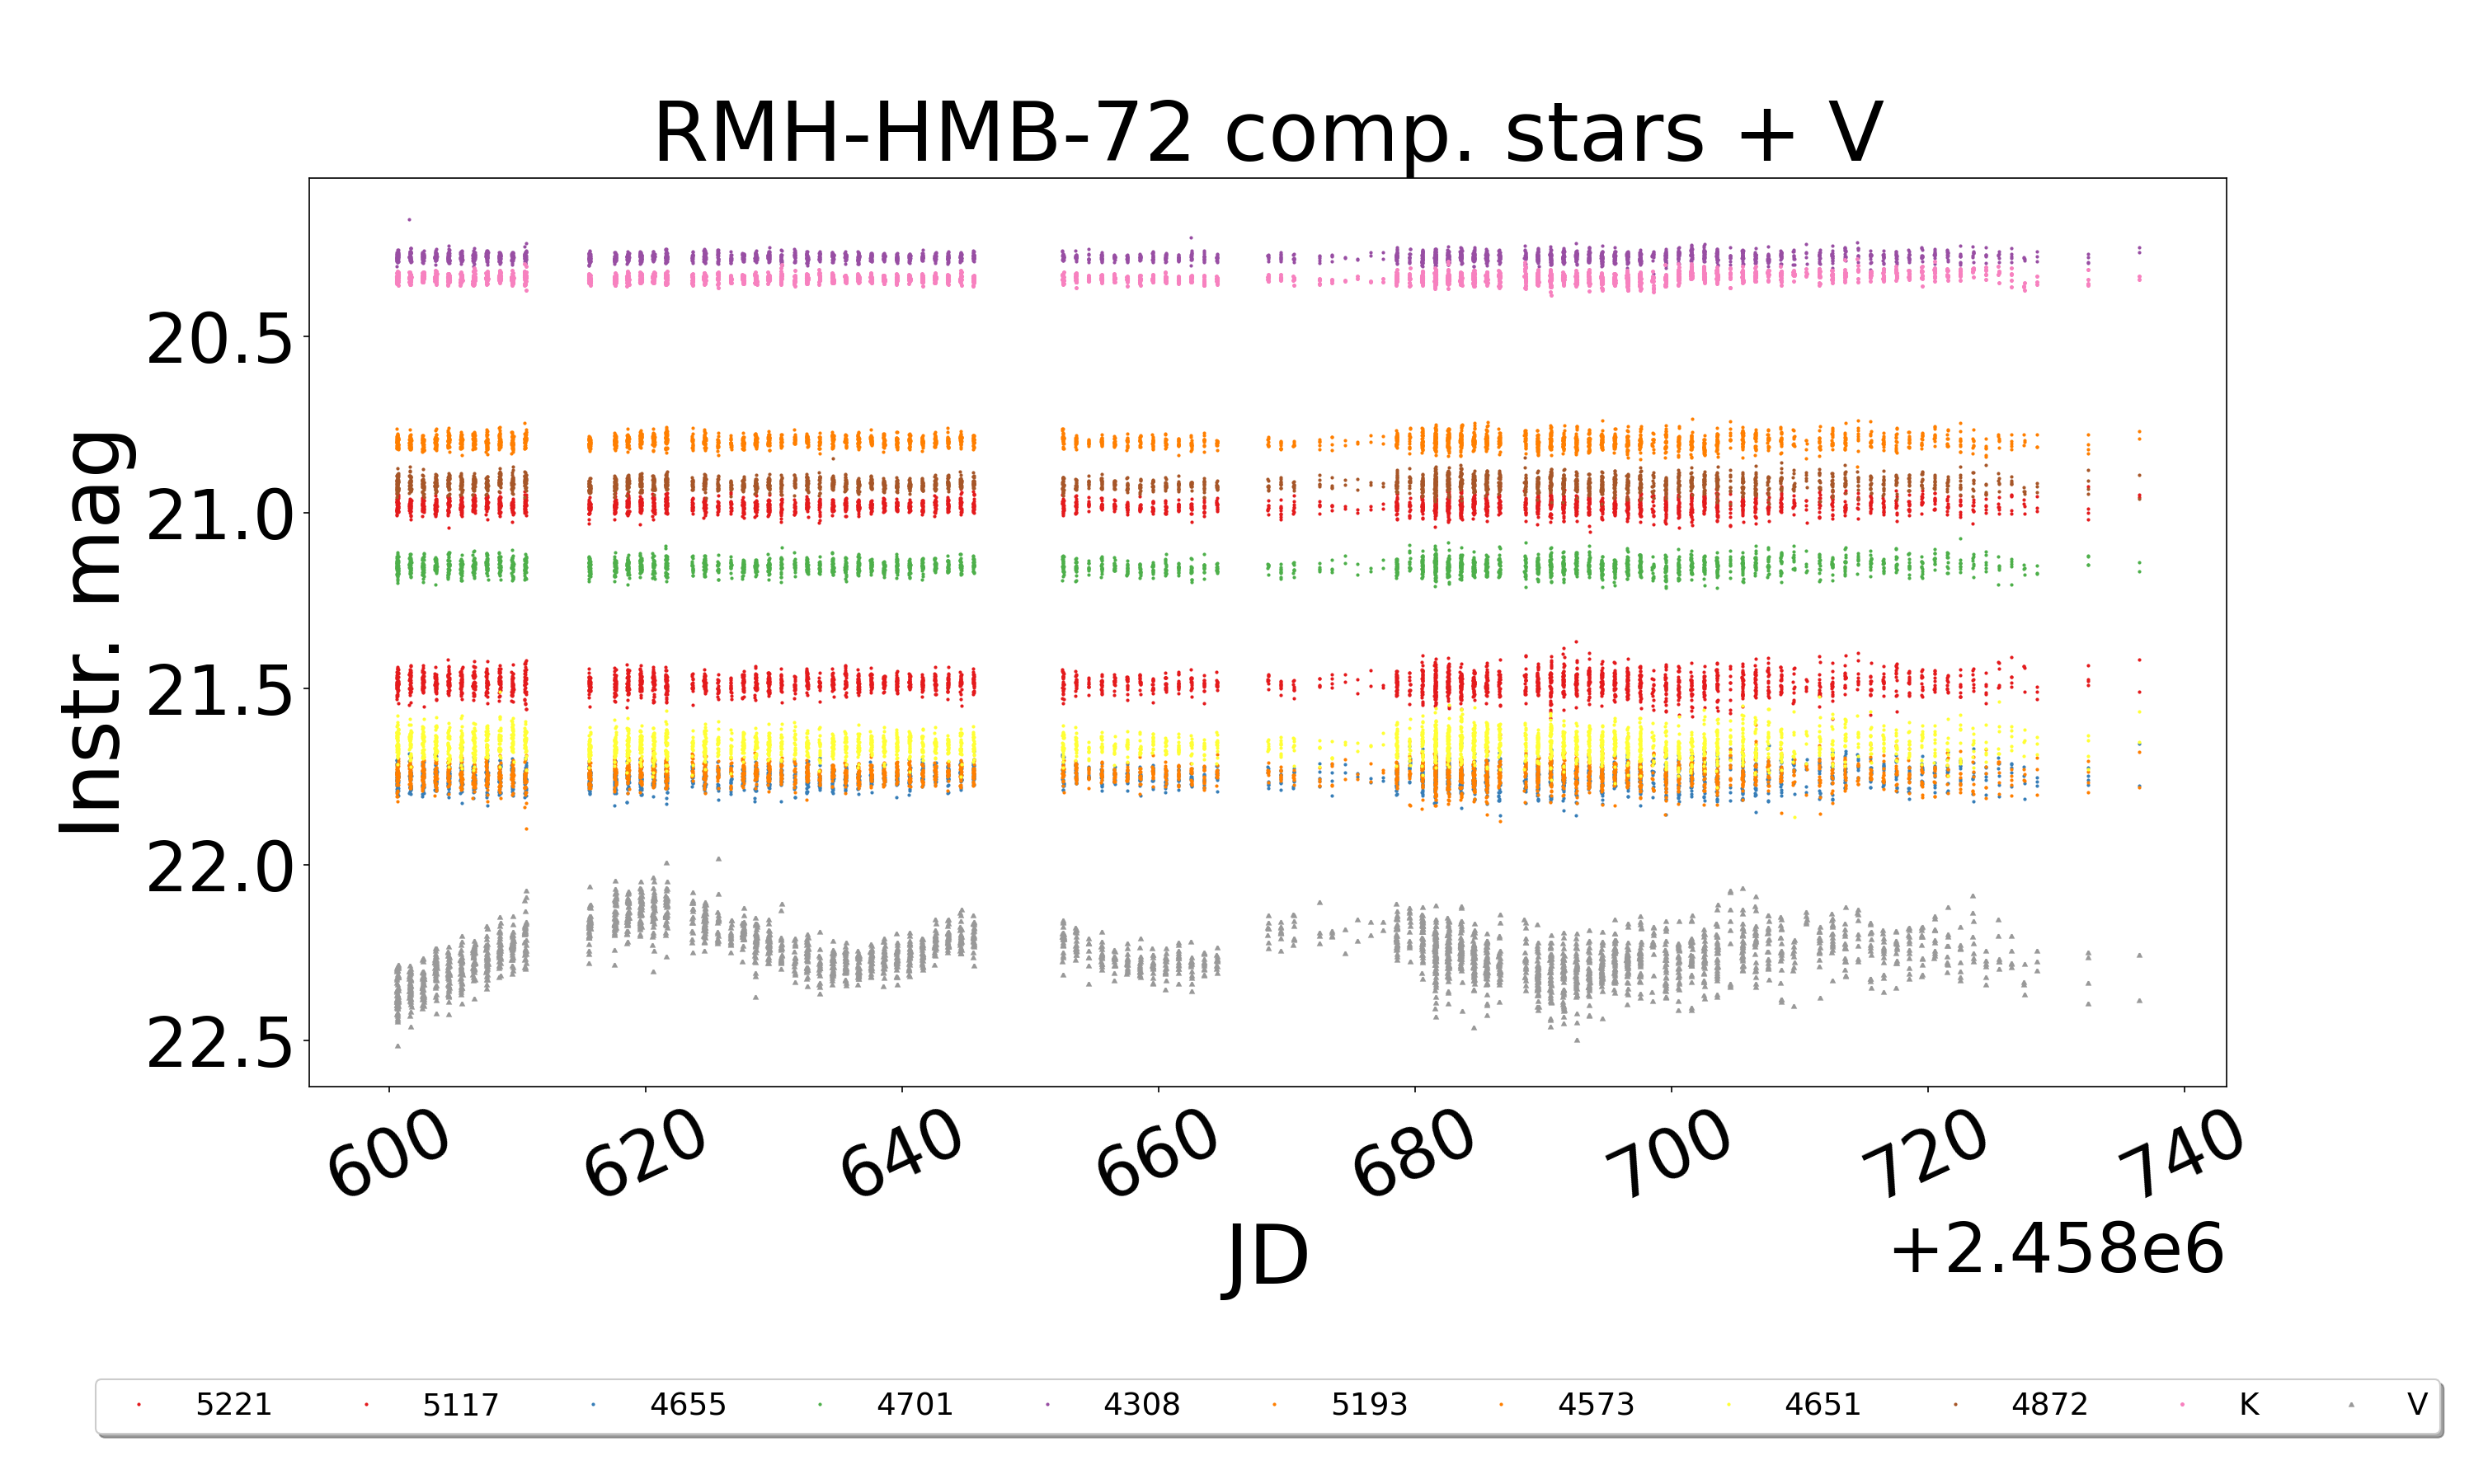 RMH-HMB-72 comp. stars + V
Instr. mag
20.5
21.0
21.5
22.0
22.5
600 620 640 660 680 700 720 740
JD
+2.458e6
5221 5117 4655 4701 4308 5193 4573 4651 4872 K V